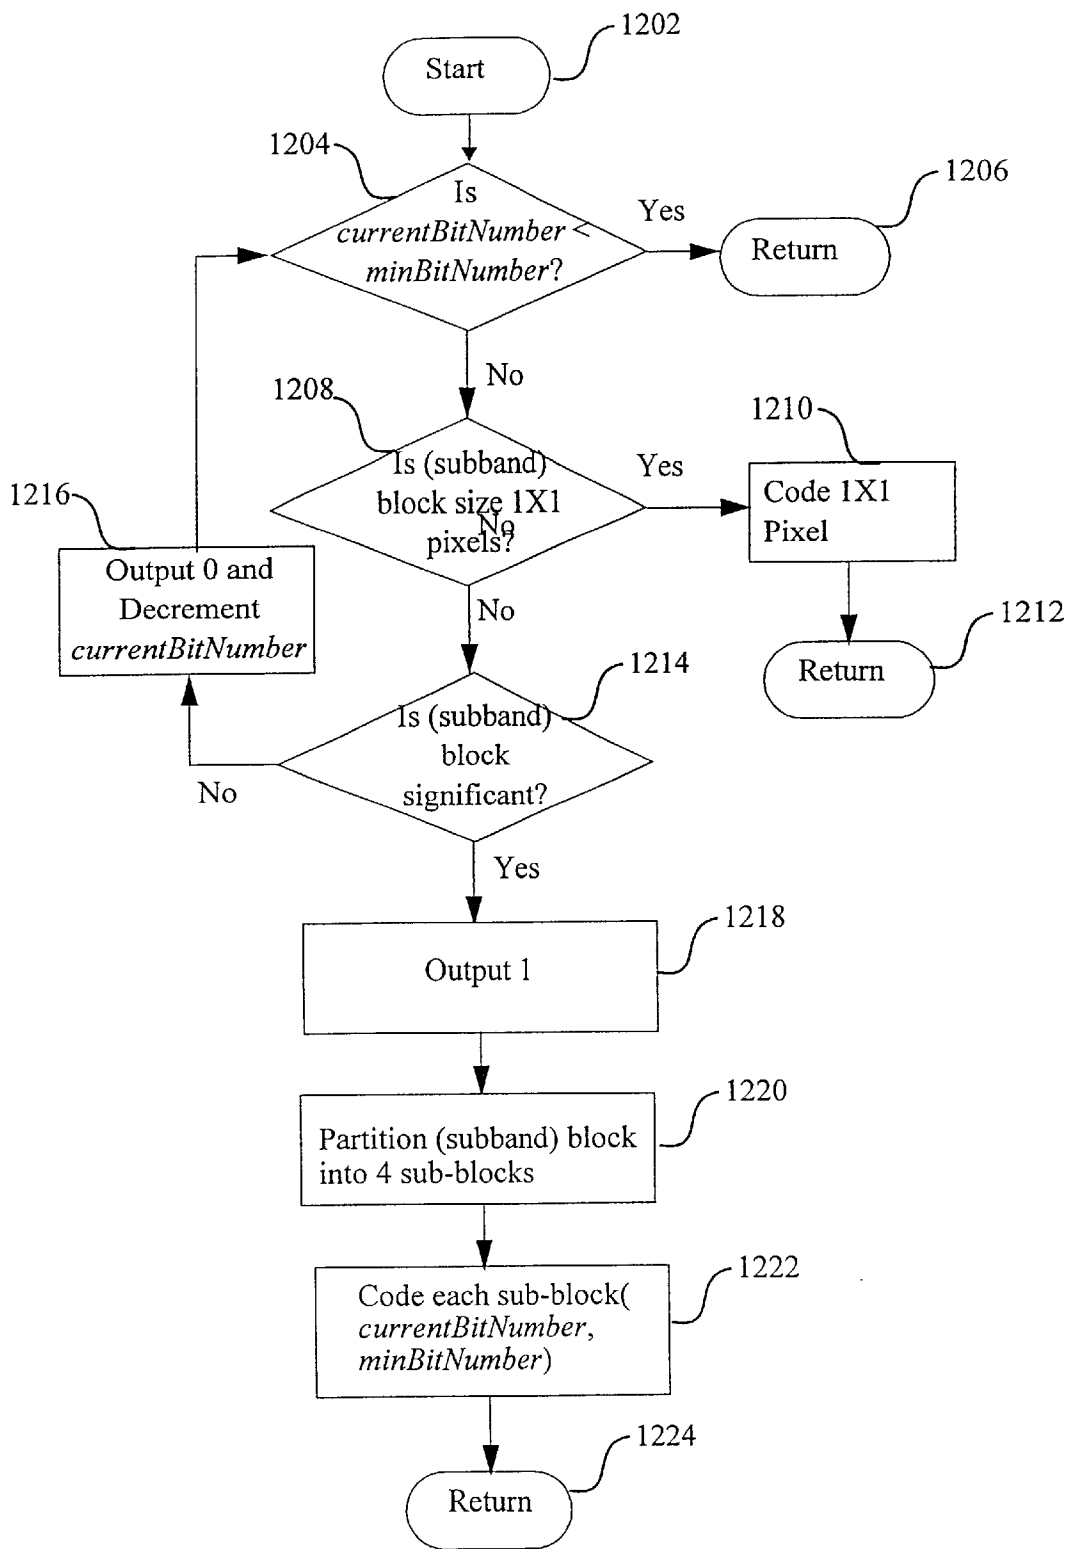 1202
Start
1204
Is
currentBitNumber <
minBitNumber?
Yes
1206
Return
No
1208
Is (subband)
block size 1X1
No
pixels?
Yes
1210
Code 1X1
Pixel
1216
Output 0 and
Decrement
currentBitNumber
No
1212
Return
1214
Is (subband)
block
significant?
No
Yes
1218
Output 1
1220
Partition (subband) block
into 4 sub-blocks
1222
Code each sub-block(
currentBitNumber,
minBitNumber)
1224
Return